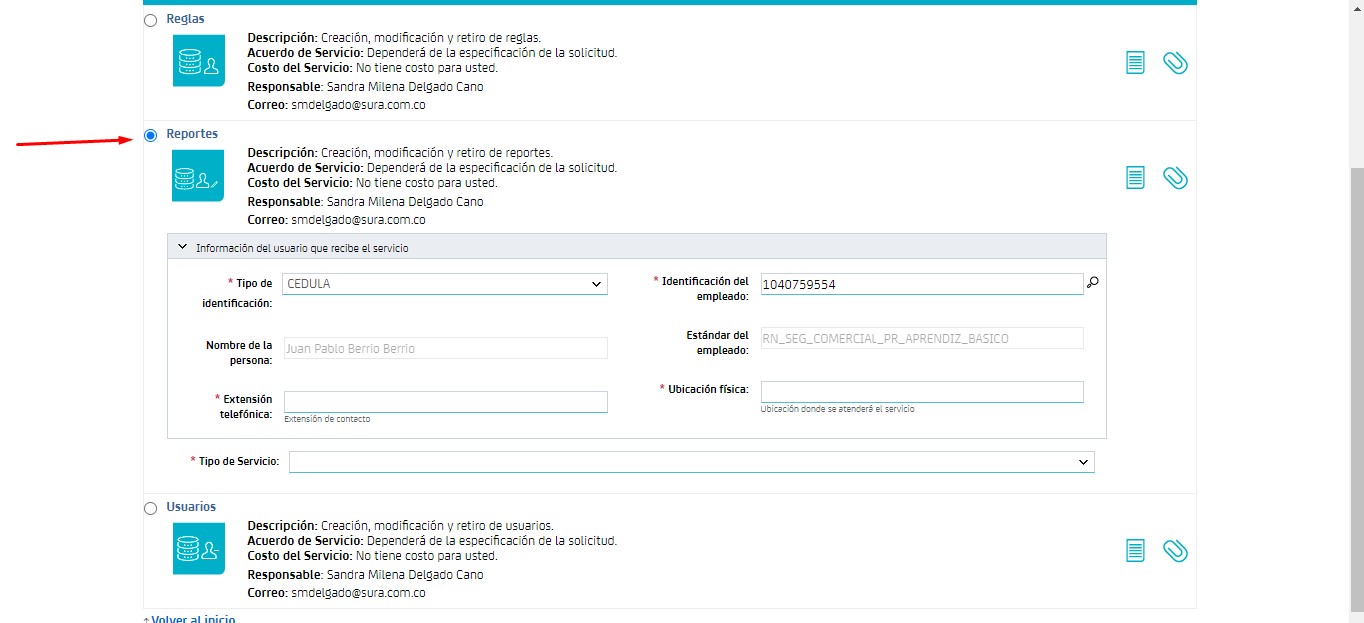 Reglas
Descripción: Creación, modificación y retiro de reglas.
Acuerdo de Servicio: Dependerá de la especificación de la solicitud.
Costo del Servicio: No tiene costo para usted.
Responsable: Sandra Milena Delgado Cano
Correo: smdelgado@sura.com.co
Reportes
Descripción: Creación, modificación y retiro de reportes.
Acuerdo de Servicio: Dependerá de la especificación de la solicitud.
Costo del Servicio: No tiene costo para usted.
Responsable: Sandra Milena Delgado Cano
Correo: smdelgado@sura.com.co
Información del usuario que recibe el servicio
* Tipo de
identificación:
CEDULA
* Identificación del
empleado:
1040759554
Nombre de la
persona:
Juan Pablo Berrio Berrio
Estándar del
empleado:
RN_SEG_COMERCIAL_PR_APRENDIZ_BASICO
* Extensión
telefónica:
Extensión de contacto
* Ubicación física:
Ubicación donde se atenderá el servicio
* Tipo de Servicio:
Usuarios
Descripción: Creación, modificación y retiro de usuarios.
Acuerdo de Servicio: Dependerá de la especificación de la solicitud.
Costo del Servicio: No tiene costo para usted.
Responsable: Sandra Milena Delgado Cano
Correo: smdelgado@sura.com.co
↑ Volver al inicio